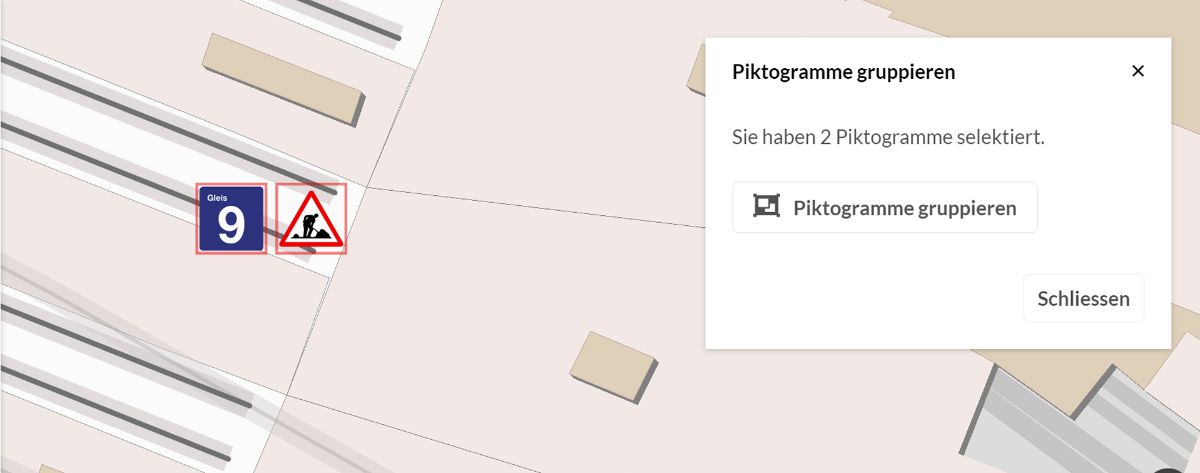 Piktogramme gruppieren
Sie haben 2 Piktogramme selektiert.
Piktogramme gruppieren
Schliessen
Gleis
9